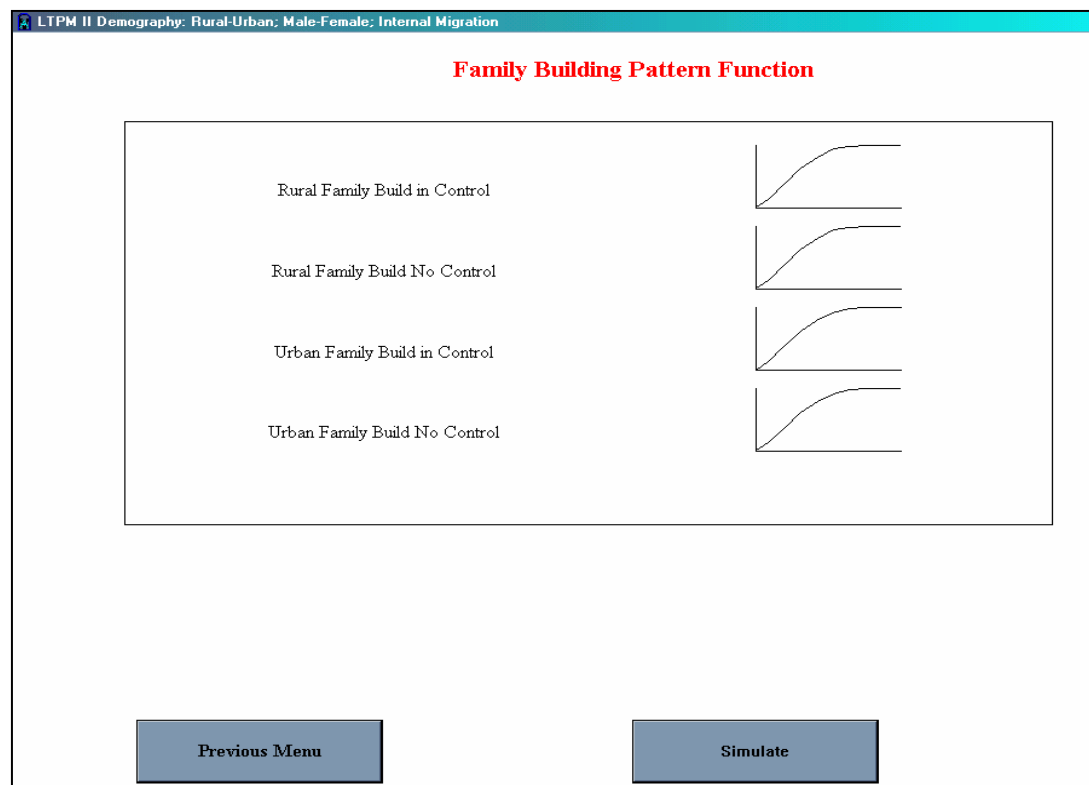 LTPM II Demography: Rural-Urban; Male-Female; Internal Migration
Family Building Pattern Function
Rural Family Build in Control
Rural Family Build No Control
Urban Family Build in Control
Urban Family Build No Control
Previous Menu
Simulate